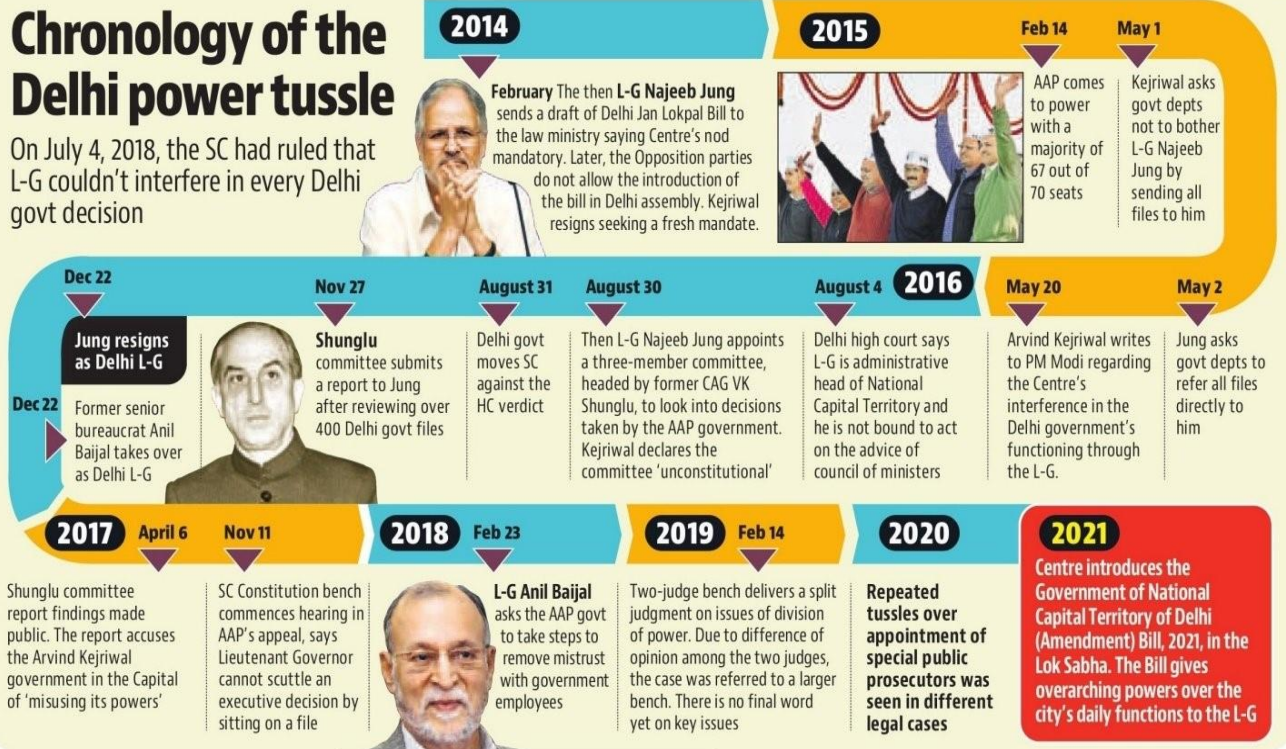 Chronology of the
Delhi power tussle
On July 4, 2018, the SC had ruled that
L-G couldn't interfere in every Delhi
govt decision
2014
February The then L-G Najeeb Jung
sends a draft of Delhi Jan Lokpal Bill to
the law ministry saying Centre's nod
mandatory. Later, the Opposition parties
do not allow the introduction of
the bill in Delhi assembly. Kejriwal
resigns seeking a fresh mandate.
2015
Feb 14
AAP comes
to power
with a
majority of
67 out of
70 seats
May 1
Kejriwal asks
govt depts
not to bother
L-G Najeeb
Jung by
sending all
files to him
May 2
Jung asks
govt depts to
refer all files
directly to
him
May 20
Arvind Kejriwal writes
to PM Modi regarding
the Centre's
interference in the
Delhi government's
functioning through
the L-G.
2016
August 4
Delhi high court says
L-G is administrative
head of National
Capital Territory and
he is not bound to act
on the advice of
council of ministers
August 30
Then L-G Najeeb Jung appoints
a three-member committee,
headed by former CAG VK
Shunglu, to look into decisions
taken by the AAP government.
Kejriwal declares the
committee 'unconstitutional'
August 31
Delhi govt
moves SC
against the
HC verdict
Nov 27
Shunglu
committee submits
a report to Jung
after reviewing over
400 Delhi govt files
Dec 22
Jung resigns
as Delhi L-G
Dec 22
Former senior
bureaucrat Anil
Baijal takes over
as Delhi L-G
2017
April 6
Shunglu committee
report findings made
public. The report accuses
the Arvind Kejriwal
government in the Capital
of 'misusing its powers'
Nov 11
SC Constitution bench
commences hearing in
AAP's appeal, says
Lieutenant Governor
cannot scuttle an
executive decision by
sitting on a file
2018
Feb 23
L-G Anil Baijal
asks the AAP govt
to take steps to
remove mistrust
with government
employees
2019
Feb 14
Two-judge bench delivers a split
judgment on issues of division
of power. Due to difference of
opinion among the two judges,
the case was referred to a larger
bench. There is no final word
yet on key issues
2020
Repeated
tussles over
appointment of
special public
prosecutors was
seen in different
legal cases
2021
Centre introduces the
Government of National
Capital Territory of Delhi
(Amendment) Bill, 2021, in the
Lok Sabha. The Bill gives
overarching powers over the
city's daily functions to the L-G